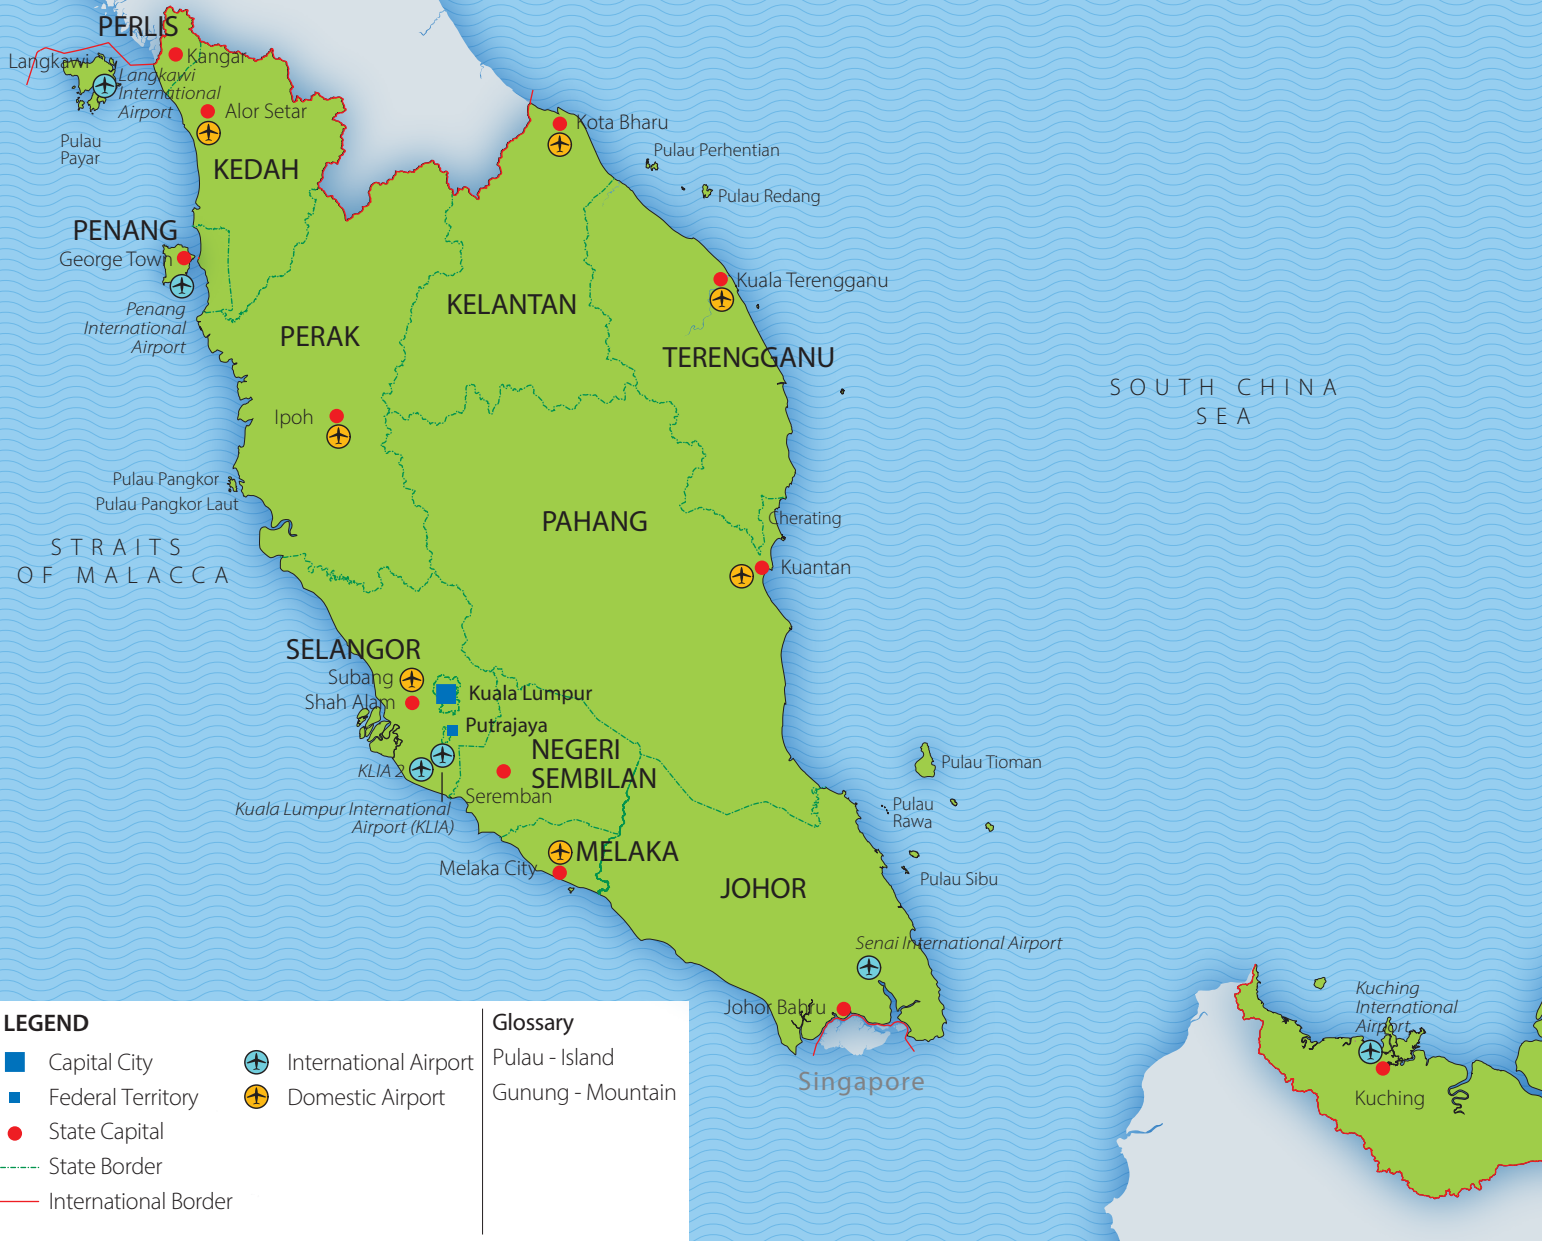 PERLIS
Kangar
Langkawi
Langkawi
International
Airport
Alor Setar
Pulau
Payar
KEDAH
Kota Bharu
Pulau Perhentian
Pulau Redang
PENANG
George Town
Penang
International
Airport
KELANTAN
PERAK
Kuala Terengganu
TERENGGANU
SOUTH CHINA
SEA
Ipoh
Pulau Pangkor
Pulau Pangkor Laut
STRAITS
OF MALACCA
PAHANG
Cherating
Kuantan
SELANGOR
Subang
Shah Alam
Kuala Lumpur
Putrajaya
NEGERI
SEMBILAN
KLIA 2
Seremban
Kuala Lumpur International
Airport (KLIA)
Pulau Tioman
Pulau
Rawa
MELAKA
Melaka City
JOHOR
Pulau Sibu
Senai International Airport
Johor Bahru
Singapore
Kuching
International
Airport
Kuching
LEGEND
Capital City
Federal Territory
State Capital
State Border
International Border
International Airport
Domestic Airport
Glossary
Pulau - Island
Gunung - Mountain